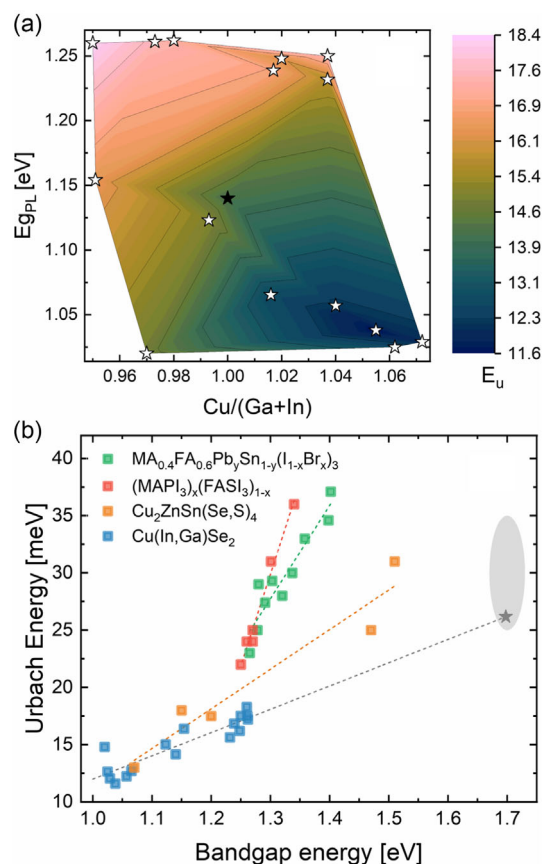 (a)
1.25
1.20
1.15
1.10
1.05
Eg_PL [eV]
0.96 0.98 1.00 1.02 1.04 1.06
Cu/(Ga+In)
18.4
17.6
16.9
16.1
15.4
14.6
13.9
13.1
12.3
11.6
E_u
(b)
MA₀.₄FA₀.₆Pb_ySn₁₋y(I₁₋ₓBrₓ)₃
(MAPI₃)ₓ(FASI₃)₁₋ₓ
Cu₂ZnSn(Se,S)₄
Cu(In,Ga)Se₂
40
35
30
25
20
15
10
Urbach Energy [meV]
1.0 1.1 1.2 1.3 1.4 1.5 1.6 1.7
Bandgap energy [eV]